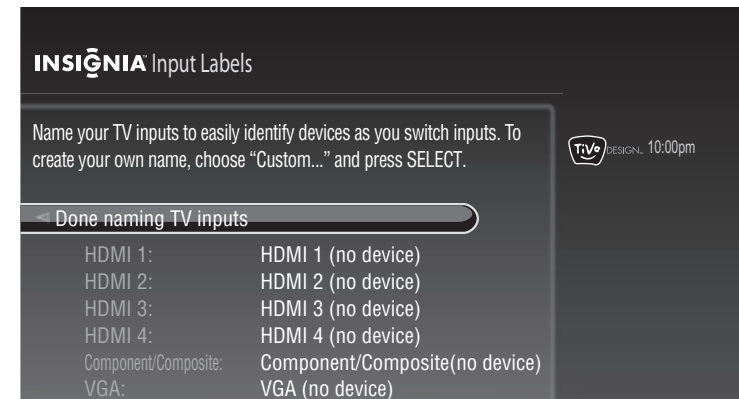 INSIGNIA™ Input Labels
Name your TV inputs to easily identify devices as you switch inputs. To
create your own name, choose “Custom...” and press SELECT.
TiVo DESIGN™ 10:00pm
Done naming TV inputs
HDMI 1: HDMI 1 (no device)
HDMI 2: HDMI 2 (no device)
HDMI 3: HDMI 3 (no device)
HDMI 4: HDMI 4 (no device)
Component/Composite: Component/Composite(no device)
VGA: VGA (no device)